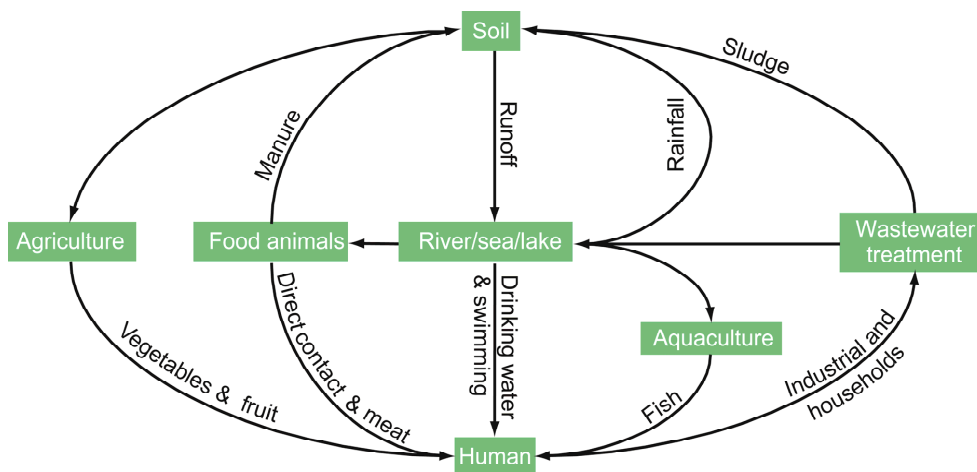 Soil
Sludge
Manure
Runoff
Rainfall
Agriculture
Food animals
River/sea/lake
Wastewater
treatment
Vegetables & fruit
Direct contact & meat
Drinking water
& swimming
Aquaculture
Fish
Industrial and
households
Human